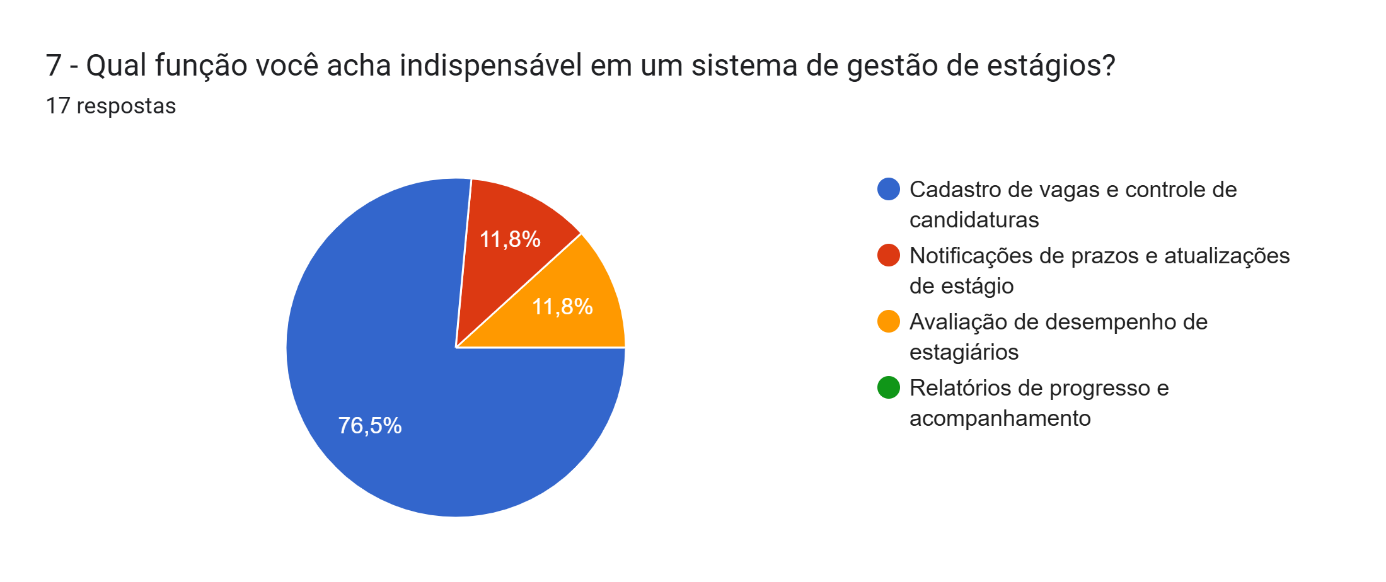 7 - Qual função você acha indispensável em um sistema de gestão de estágios?
17 respostas
11,8%
11,8%
76,5%
Cadastro de vagas e controle de
candidaturas
Notificações de prazos e atualizações
de estágio
Avaliação de desempenho de
estagiários
Relatórios de progresso e
acompanhamento